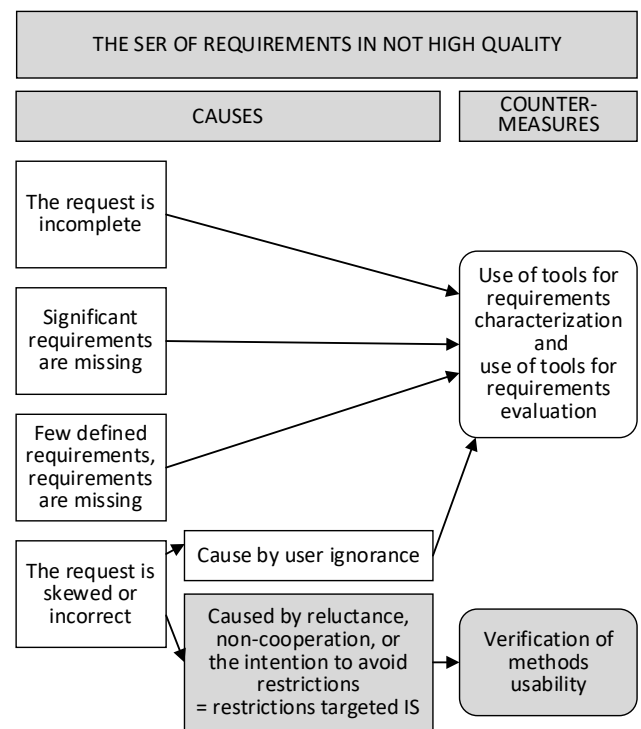 THE SER OF REQUIREMENTS IN NOT HIGH QUALITY
CAUSES
COUNTER-
MEASURES
The request is
incomplete
Significant
requirements
are missing
Few defined
requirements,
requirements
are missing
The request is
skewed or
incorrect
Cause by user ignorance
Caused by reluctance,
non-cooperation, or
the intention to avoid
restrictions
= restrictions targeted IS
Use of tools for
requirements
characterization
and
use of tools for
requirements
evaluation
Verification of
methods
usability